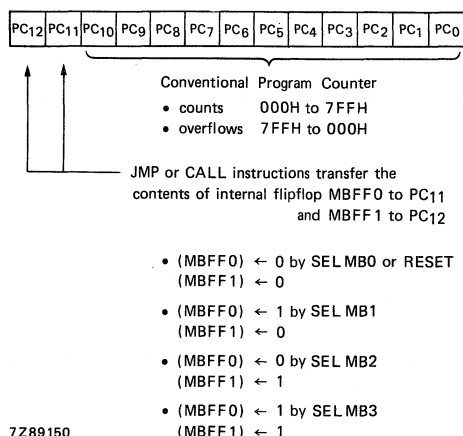 PC12 PC11 PC10 PC9 PC8 PC7 PC6 PC5 PC4 PC3 PC2 PC1 PC0
Conventional Program Counter
• counts 000H to 7FFH
• overflows 7FFH to 000H
JMP or CALL instructions transfer the
contents of internal flipflop MBFF0 to PC11
and MBFF1 to PC12
• (MBFF0) ← 0 by SEL MB0 or RESET
(MBFF1) ← 0
• (MBFF0) ← 1 by SEL MB1
(MBFF1) ← 0
• (MBFF0) ← 0 by SEL MB2
(MBFF1) ← 1
• (MBFF0) ← 1 by SEL MB3
7Z89150 (MBFF1) ← 1